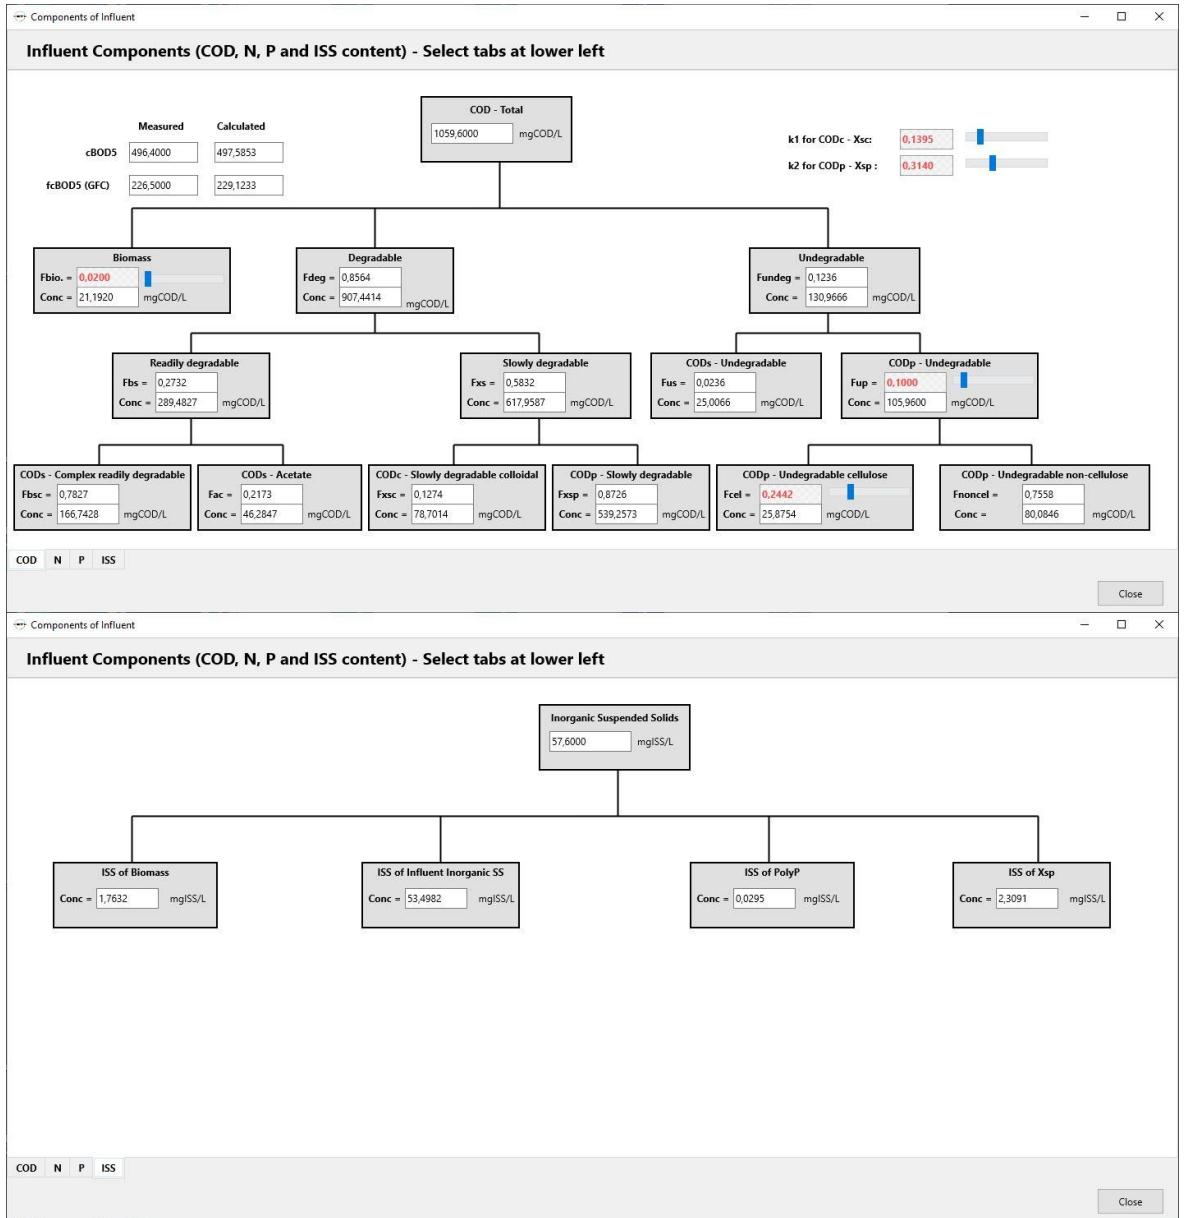 Components of Influent
Influent Components (COD, N, P and ISS content) - Select tabs at lower left
COD - Total
1059,6000 mgCOD/L
Measured Calculated
cBOD5 496,4000 497,5853
fcBOD5 (GFC) 226,5000 229,1233
k1 for CODc - Xsc: 0,1395
k2 for CODp - Xsp : 0,3140
Biomass
Fbio. = 0,0200
Conc = 21,1920 mgCOD/L
Degradable
Fdeg = 0,8564
Conc = 907,4414 mgCOD/L
Undegradable
Fundeg = 0,1236
Conc = 130,9666 mgCOD/L
Readily degradable
Fbs = 0,2732
Conc = 289,4827 mgCOD/L
Slowly degradable
Fxs = 0,5832
Conc = 617,9587 mgCOD/L
CODs - Undegradable
Fus = 0,0236
Conc = 25,0066 mgCOD/L
CODp - Undegradable
Fup = 0,1000
Conc = 105,9600 mgCOD/L
CODs - Complex readily degradable
Fbsc = 0,7827
Conc = 166,7428 mgCOD/L
CODs - Acetate
Fac = 0,2173
Conc = 46,2847 mgCOD/L
CODc - Slowly degradable colloidal
Fxsc = 0,1274
Conc = 78,7014 mgCOD/L
CODp - Slowly degradable
Fxsp = 0,8726
Conc = 539,2573 mgCOD/L
CODp - Undegradable cellulose
Fcel = 0,2442
Conc = 25,8754 mgCOD/L
CODp - Undegradable non-cellulose
Fnoncel = 0,7558
Conc = 80,0846 mgCOD/L
COD N P ISS
Close
Components of Influent
Influent Components (COD, N, P and ISS content) - Select tabs at lower left
Inorganic Suspended Solids
57,6000 mgISS/L
ISS of Biomass
Conc = 1,7632 mgISS/L
ISS of Influent Inorganic SS
Conc = 53,4982 mgISS/L
ISS of PolyP
Conc = 0,0295 mgISS/L
ISS of Xsp
Conc = 2,3091 mgISS/L
COD N P ISS
Close